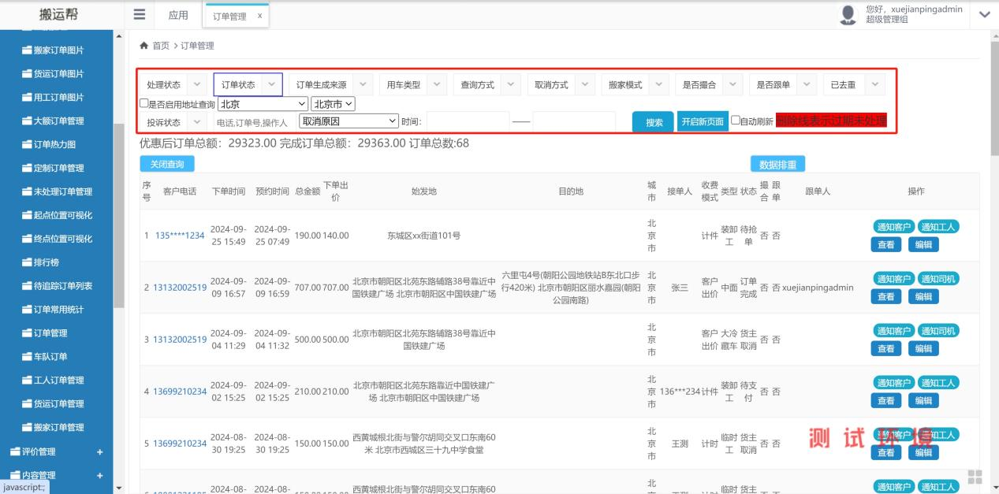 搬运帮
应用
订单管理 x
您好，xuejianpingadmin
超级管理组
搬家订单图片
货运订单图片
用工订单图片
大额订单管理
订单热力图
定制订单管理
未处理订单管理
起点位置可视化
终点位置可视化
排行榜
待追踪订单列表
订单常用统计
订单管理
车队订单
工人订单管理
货运订单管理
搬家订单管理
评价管理 +
内容管理 +
javascript:;
首页 > 订单管理
处理状态 订单状态 订单生成来源 用车类型 查询方式 取消方式 搬家模式 是否撮合 是否跟单 已去重
是否启用地址查询 北京 北京市
投诉状态 电话,订单号,操作人 取消原因 时间: —— 搜索 开启新页面 自动刷新 删除线表示过期未处理
优惠后订单总额：29323.00 完成订单总额：29363.00 订单总数:68
关闭查询 数据排重
序号 客户电话 下单时间 预约时间 总金额 下单出价 始发地 目的地 城市 接单人 收费模式 类型 状态 撮合 跟单 跟单人 操作
1 135****1234 2024-09-25 15:49 2024-09-25 07:49 190.00 140.00 东城区xx街道101号 北京市 计件 装卸工 待抢单 否 否 通知客户 通知工人 查看 编辑
2 13132002519 2024-09-09 16:57 2024-09-09 16:59 707.00 707.00 北京市朝阳区北苑东路辅路38号靠近中国铁建广场 北京市朝阳区中国铁建广场 六里屯4号(朝阳公园地铁站B东北口步行420米) 北京市朝阳区丽水嘉园(朝阳公园南路) 北京市 张三 客户出价 中面 订单完成 否 否 xuejianpingadmin 通知客户 通知司机 查看 编辑
3 13132002519 2024-09-04 11:29 2024-09-04 11:32 500.00 500.00 北京市朝阳区北苑东路辅路38号靠近中国铁建广场 北京市 客户出价 大冷藏车 货主取消 否 否 通知客户 通知司机 查看 编辑
4 13699210234 2024-09-02 15:25 2024-09-02 15:25 210.00 210.00 北京市朝阳区北苑东路靠近中国铁建广场 北京市朝阳区中国铁建广场 北京市 136***234 计件 装卸工 待支付 否 否 通知客户 通知工人 查看 编辑
5 13699210234 2024-08-30 19:25 2024-08-30 19:25 150.00 150.00 西黄城根北街与警尔胡同交叉口东南60米 北京市西城区三十九中学食堂 北京市 王测 计时 临时工 货主取消 否 否 通知客户 通知工人 查看 编辑
测试环境
2024-08- 2024-08- 西黄城根北街与警尔胡同交叉口东南60 北 临时 货主 通知客户 通知工人